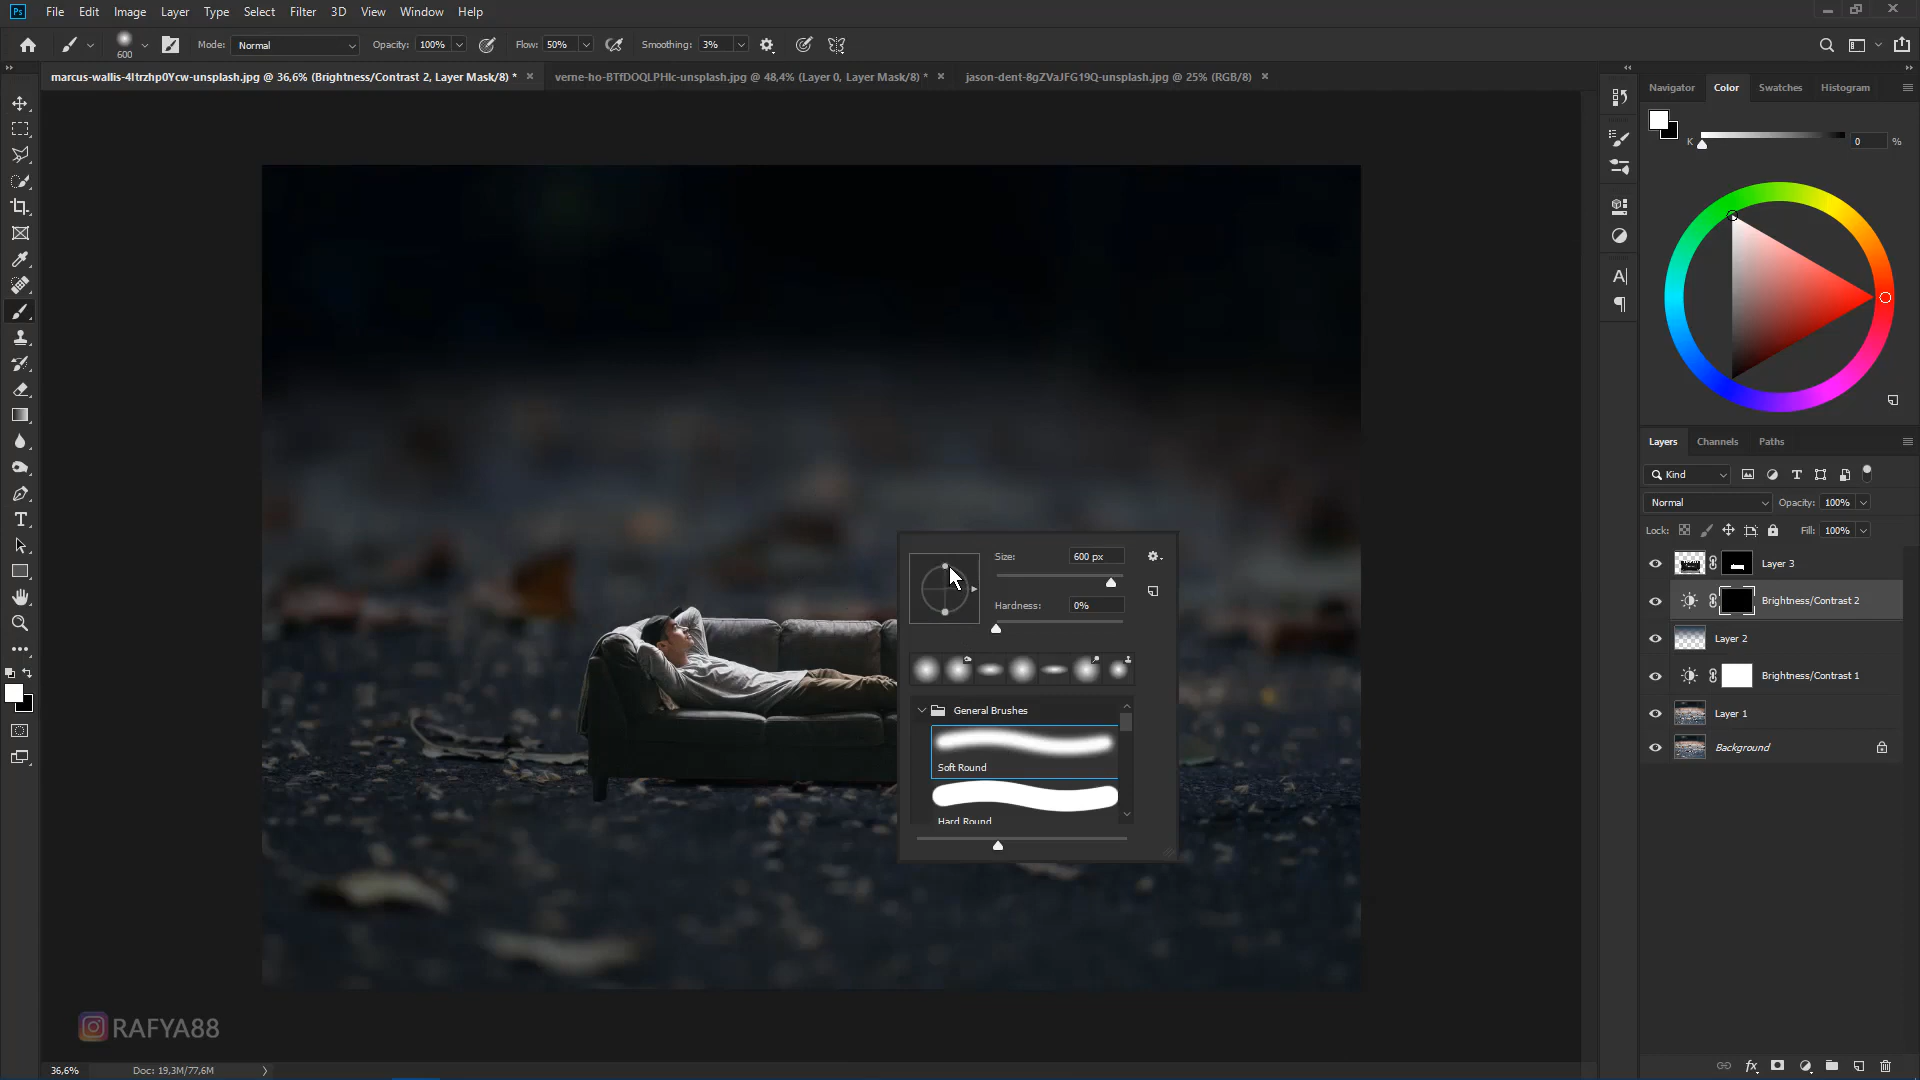 Ps File Edit Image Layer Type Select Filter 3D View Window Help
600 Mode: Normal Opacity: 100% Flow: 50% Smoothing: 3%
marcus-wallis-4ltrzhp0Ycw-unsplash.jpg @ 36,6% (Brightness/Contrast 2, Layer Mask/8) *
verne-ho-BTfDOQLPHlc-unsplash.jpg @ 48,4% (Layer 0, Layer Mask/8) *
jason-dent-8gZVaJFG19Q-unsplash.jpg @ 25% (RGB/8)
Navigator Color Swatches Histogram
K 0 %
Layers Channels Paths
Kind
Normal Opacity: 100%
Lock: Fill: 100%
Layer 3
Brightness/Contrast 2
Layer 2
Brightness/Contrast 1
Layer 1
Background
Size: 600 px
Hardness: 0%
General Brushes
Soft Round
Hard Round
RAFYA88
36,6% Doc: 19,3M/77,6M